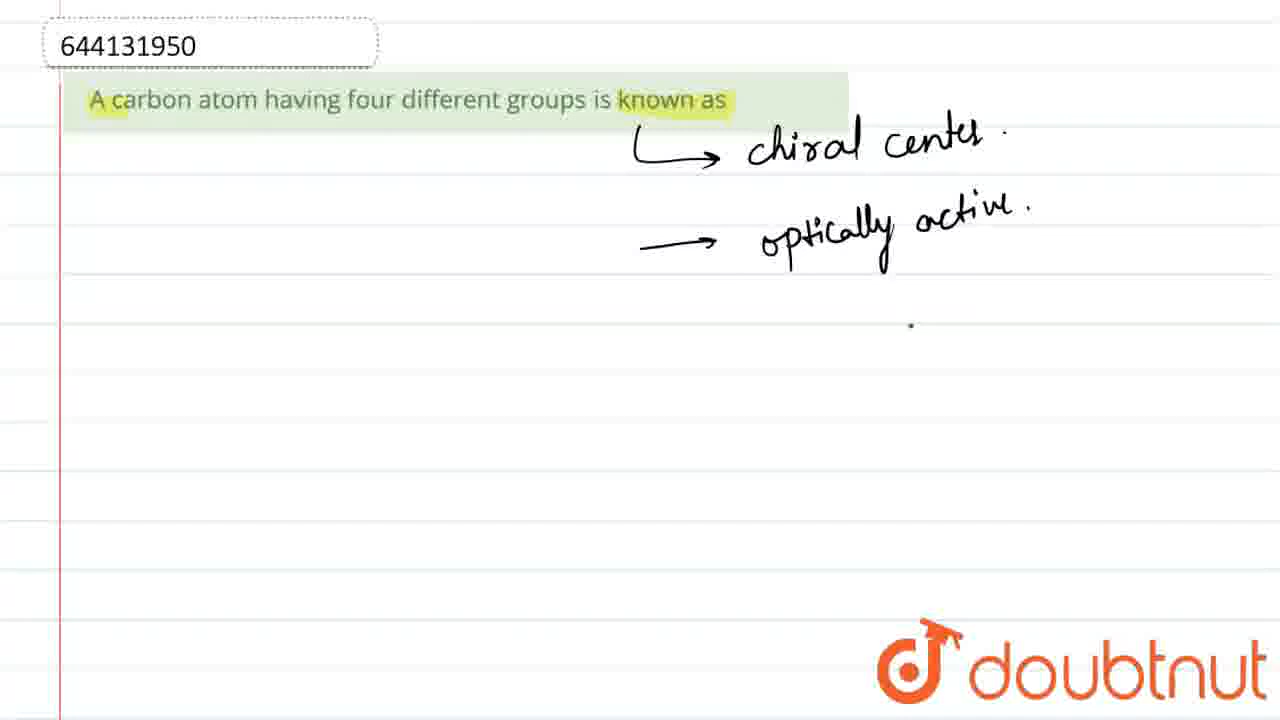 644131950
A carbon atom having four different groups is known as
chiral center.
optically active.
doubtnut